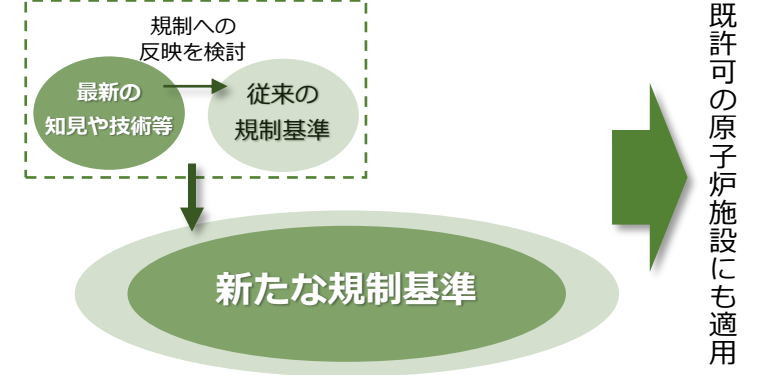 規制への
反映を検討
最新の
知見や技術等
従来の
規制基準
新たな規制基準
既許可の原子炉施設にも適用